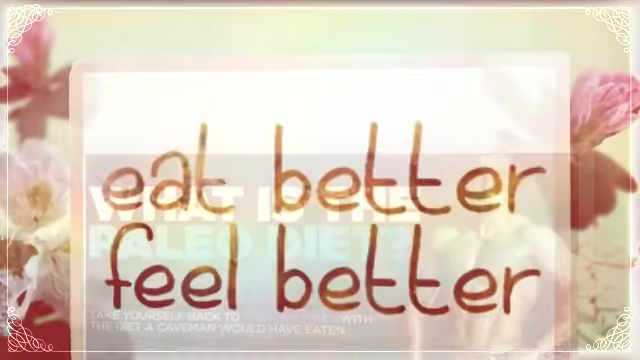 eat better
WHAT IS THE
PALEO DIET?
feel better
TAKE YOURSELF BACK TO WITH
THE DIET A CAVEMAN WOULD HAVE EATEN.